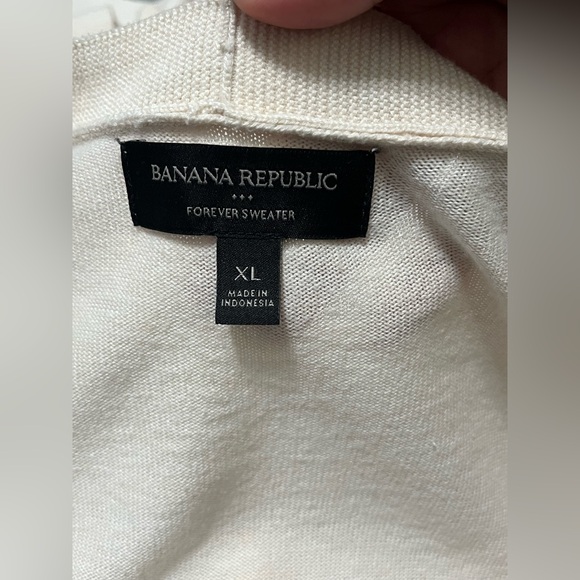 BANANA REPUBLIC
FOREVER SWEATER
XL
MADE IN
INDONESIA